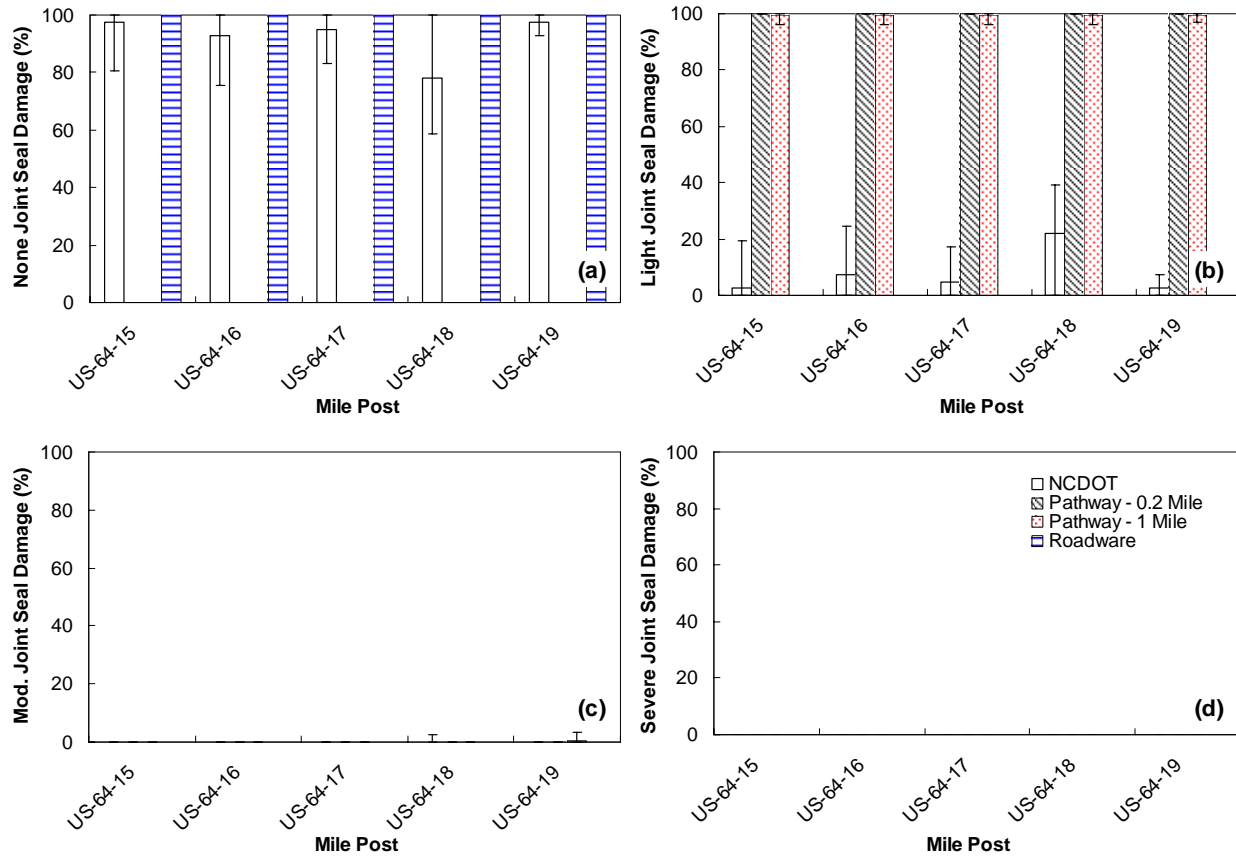 None Joint Seal Damage (%)
100
80
60
40
20
0
(a)
US-64-15
US-64-16
US-64-17
US-64-18
US-64-19
Mile Post
Light Joint Seal Damage (%)
100
80
60
40
20
0
(b)
US-64-15
US-64-16
US-64-17
US-64-18
US-64-19
Mile Post
Mod. Joint Seal Damage (%)
100
80
60
40
20
0
(c)
US-64-15
US-64-16
US-64-17
US-64-18
US-64-19
Mile Post
Severe Joint Seal Damage (%)
100
80
60
40
20
0
NCDOT
Pathway - 0.2 Mile
Pathway - 1 Mile
Roadware
(d)
US-64-15
US-64-16
US-64-17
US-64-18
US-64-19
Mile Post